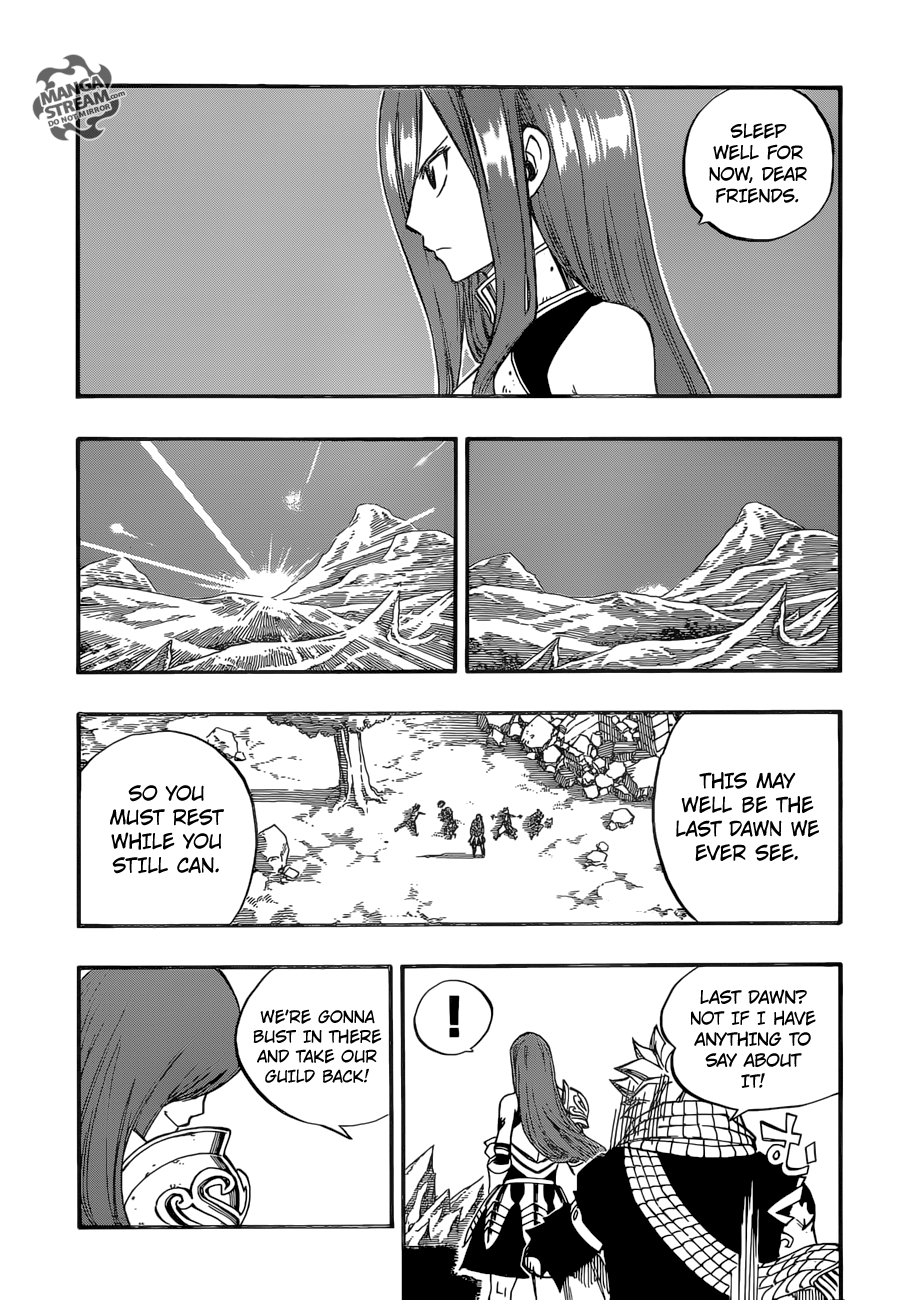 MANGA
STREAM.com
DO NOT MIRROR
SLEEP
WELL FOR
NOW, DEAR
FRIENDS.
THIS MAY
WELL BE THE
LAST DAWN WE
EVER SEE.
SO YOU
MUST REST
WHILE YOU
STILL CAN.
LAST DAWN?
NOT IF I HAVE
ANYTHING TO
SAY ABOUT
IT!
!
む
WE'RE GONNA
BUST IN THERE
AND TAKE OUR
GUILD BACK!